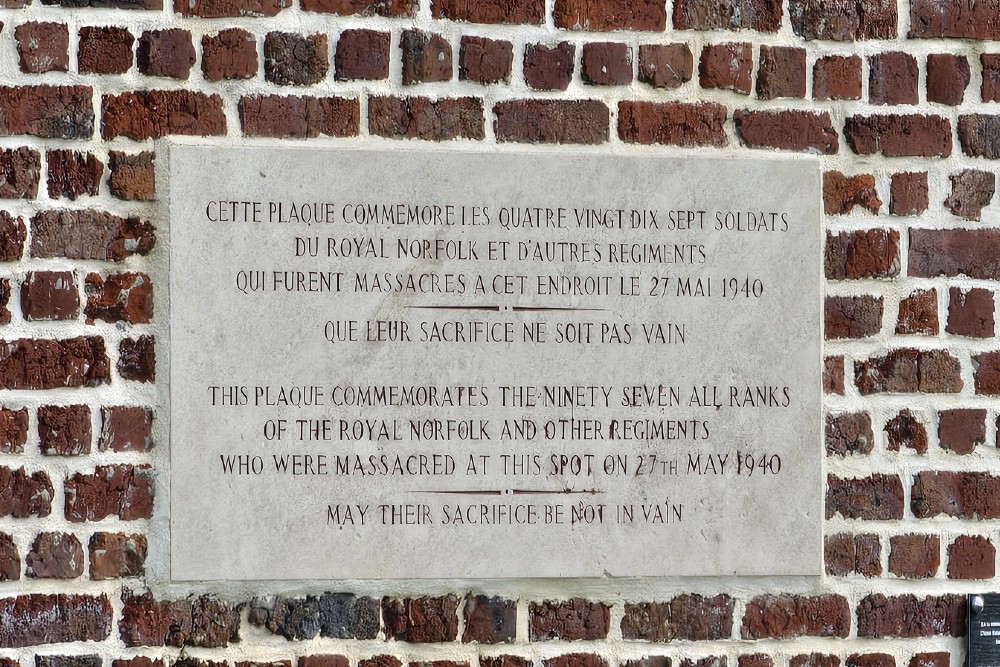 CETTE PLAQUE COMMEMORE LES QUATRE VINGT DIX SEPT SOLDATS
DU ROYAL NORFOLK ET D'AUTRES REGIMENTS
QUI FURENT MASSACRES A CET ENDROIT LE 27 MAI 1940
QUE LEUR SACRIFICE NE SOIT PAS VAIN
THIS PLAQUE COMMEMORATES THE NINETY SEVEN ALL RANKS
OF THE ROYAL NORFOLK AND OTHER REGIMENTS
WHO WERE MASSACRED AT THIS SPOT ON 27TH MAY 1940
MAY THEIR SACRIFICE BE NOT IN VAIN